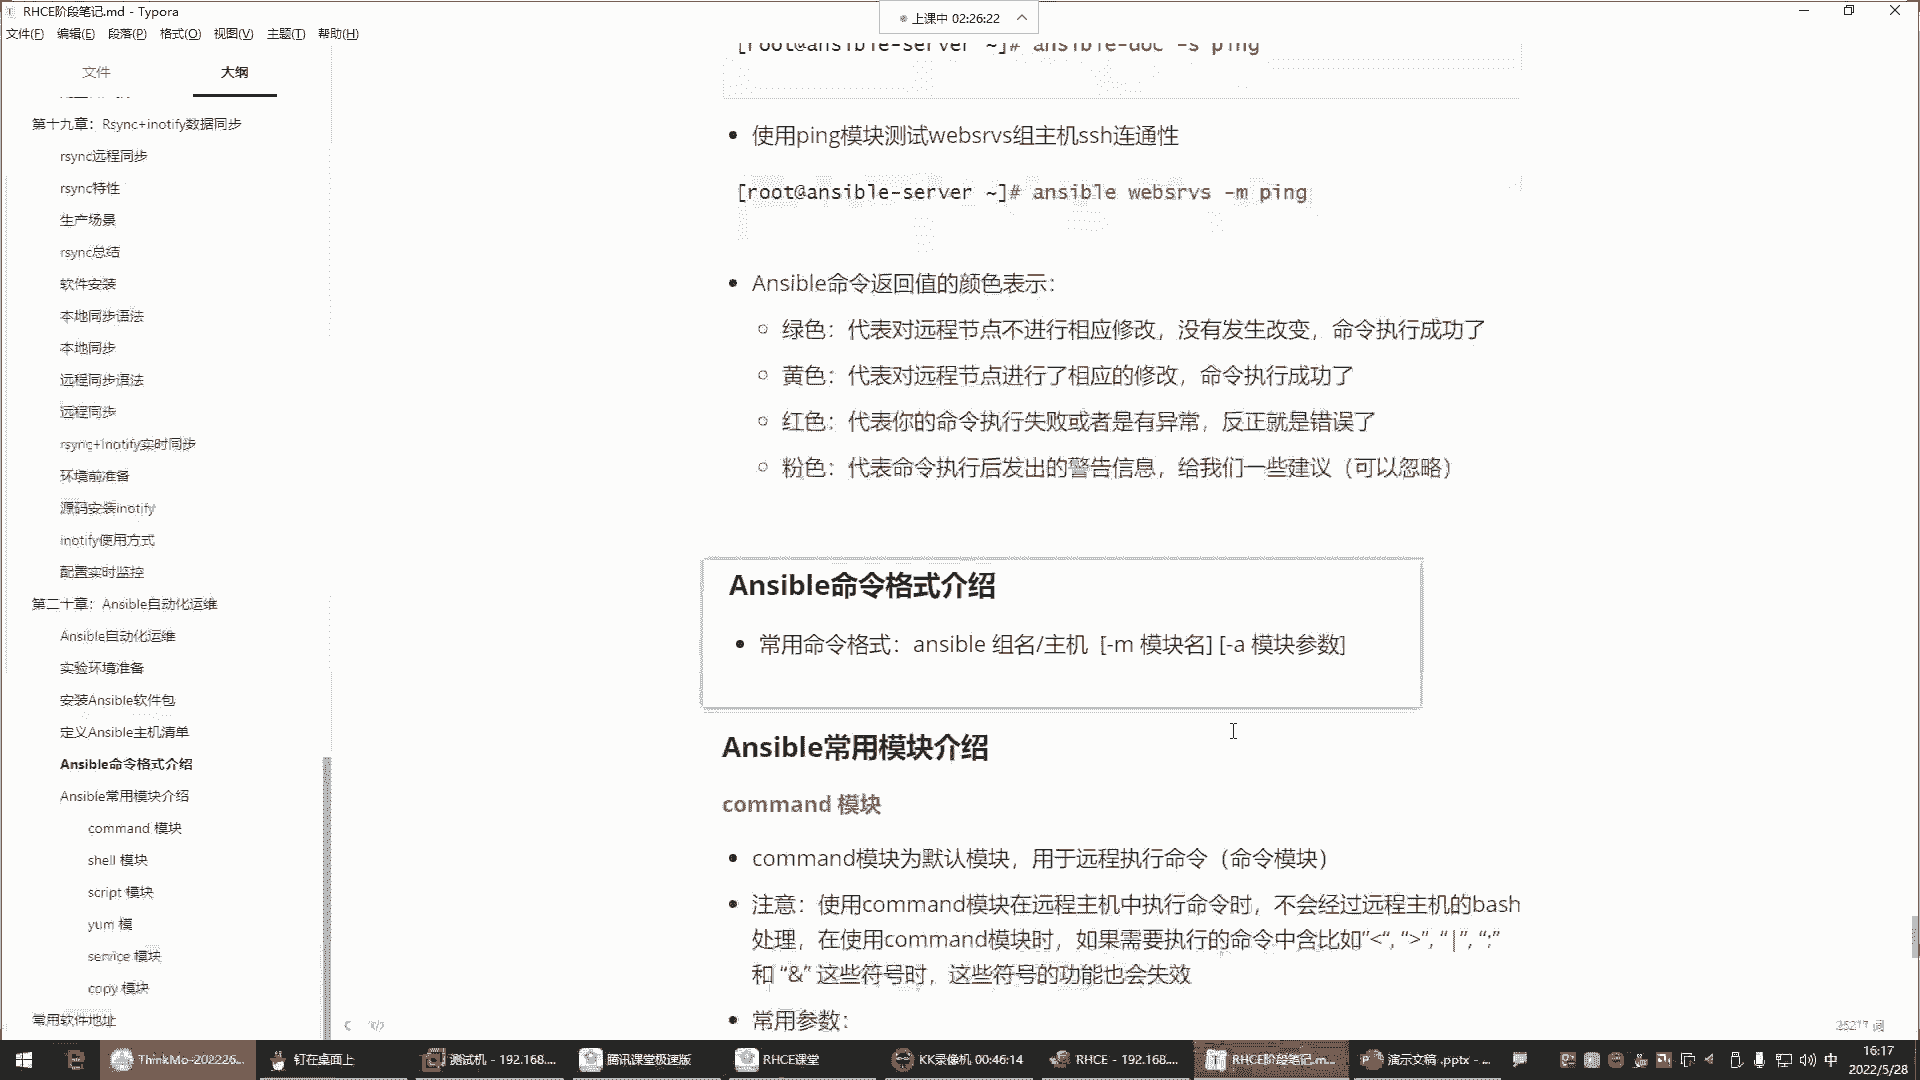 RHCE阶段笔记.md - Typora
上课中 02:26:22
文件(F) 编辑(E) 段落(P) 格式(O) 视图(V) 主题(T) 帮助(H)
文件 大纲
第十九章：Rsync+inotify数据同步
rsync远程同步
rsync特性
生产场景
rsync总结
软件安装
本地同步语法
本地同步
远程同步语法
远程同步
rsync+inotify实时同步
环境前准备
源码安装inotify
inotify使用方式
配置实时监控
第二十章：Ansible自动化运维
Ansible自动化运维
实验环境准备
安装Ansible软件包
定义Ansible主机清单
Ansible命令格式介绍
Ansible常用模块介绍
command 模块
shell 模块
script 模块
yum 模
service 模块
copy 模块
常用软件地址
[root@ansible-server ~]# ansible-doc -s ping
使用ping模块测试websrvs组主机ssh连通性
[root@ansible-server ~]# ansible websrvs -m ping
Ansible命令返回值的颜色表示：
绿色：代表对远程节点不进行相应修改，没有发生改变，命令执行成功了
黄色：代表对远程节点进行了相应的修改，命令执行成功了
红色：代表你的命令执行失败或者是有异常，反正就是错误了
粉色：代表命令执行后发出的警告信息，给我们一些建议（可以忽略）
Ansible命令格式介绍
常用命令格式：ansible 组名/主机 [-m 模块名] [-a 模块参数]
Ansible常用模块介绍
command 模块
command模块为默认模块，用于远程执行命令（命令模块）
注意：使用command模块在远程主机中执行命令时，不会经过远程主机的bash
处理，在使用command模块时，如果需要执行的命令中含比如”<“, “>”, “|”, “;”
和 “&” 这些符号时，这些符号的功能也会失效
常用参数：
ThinkMo-202226... 钉在桌面上 测试机 - 192.168.... 腾讯课堂极速版 RHCE课堂 KK录像机 00:46:14 RHCE - 192.168.... RHCE阶段笔记.m... 演示文稿 .pptx - ... 中 16:17
2022/5/28